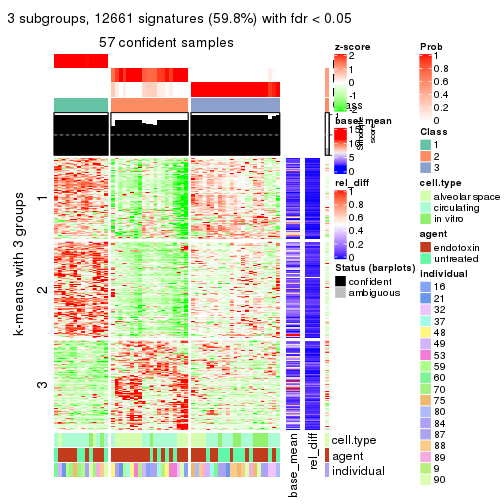 3 subgroups, 12661 signatures (59.8%) with fdr < 0.05
57 confident samples
k-means with 3 groups
1
2
3
base_mean
rel_diff
cell.type
agent
individual
z-score
2
1
0
-1
-2
base_mean
15
10
5
0
rel_diff
1
0.8
0.6
0.4
0.2
0
Status (barplots)
confident
ambiguous
Prob
1
0.8
0.6
0.4
0.2
0
Class
1
2
3
cell.type
alveolar space
circulating
in vitro
agent
endotoxin
untreated
individual
16
21
32
37
48
49
53
59
60
70
75
80
84
87
88
89
9
90